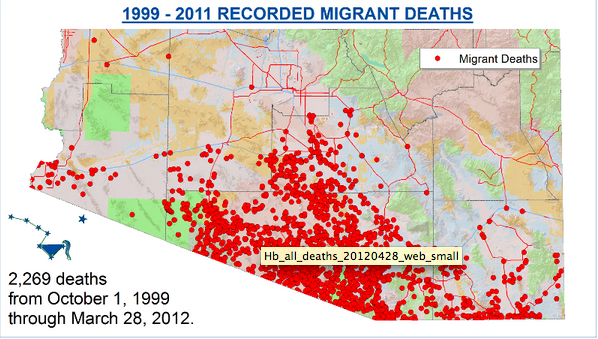 1999 - 2011 RECORDED MIGRANT DEATHS
Migrant Deaths
Hb_all_deaths_20120428_web_small
2,269 deaths
from October 1, 1999
through March 28, 2012.